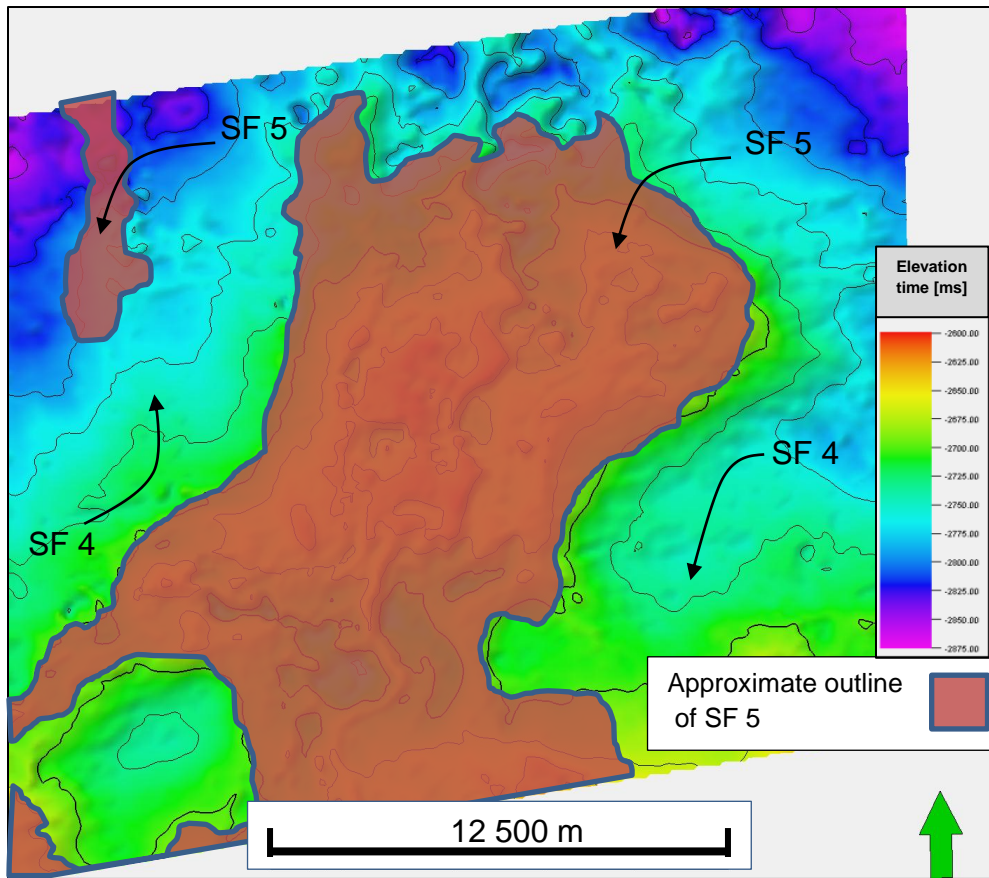 SF 5
SF 5
Elevation
time [ms]
-2600.00
-2625.00
-2650.00
-2675.00
-2700.00
-2725.00
-2750.00
-2775.00
-2800.00
-2825.00
-2850.00
-2875.00
SF 4
SF 4
Approximate outline
of SF 5
12 500 m